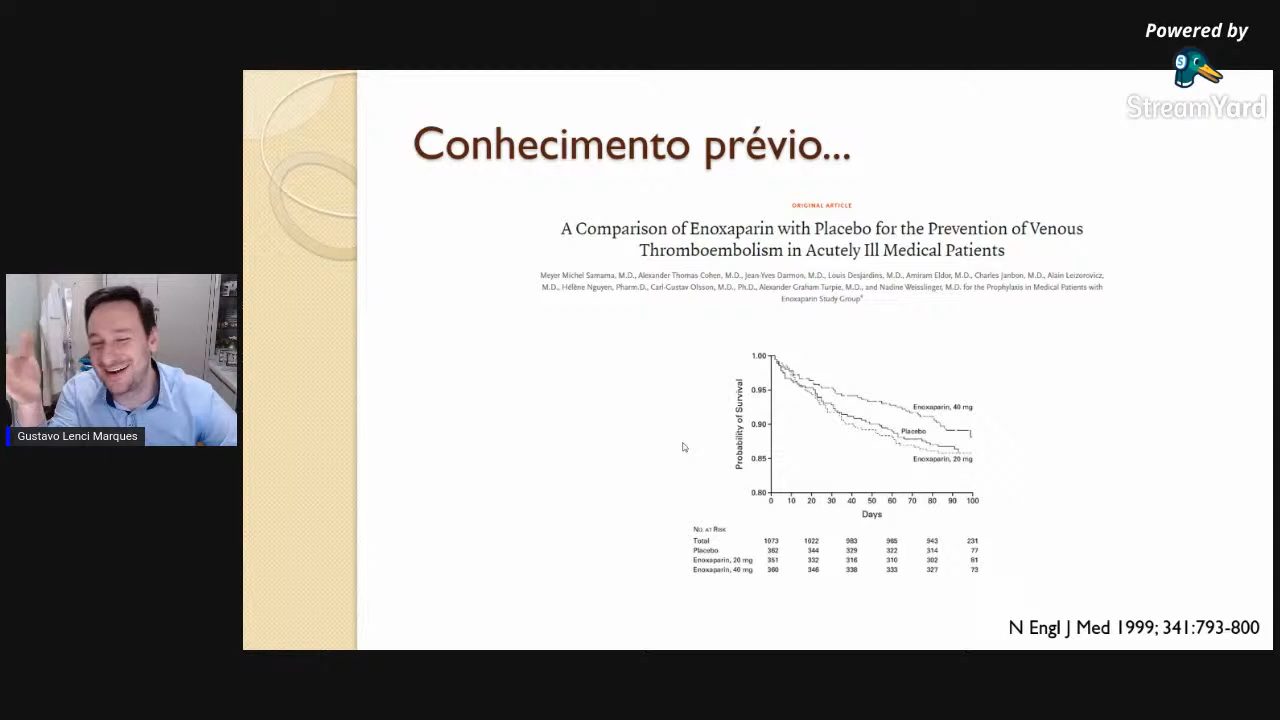 Powered by
StreamYard
Conhecimento prévio...
ORIGINAL ARTICLE
A Comparison of Enoxaparin with Placebo for the Prevention of Venous
Thromboembolism in Acutely Ill Medical Patients
Meyer Michel Samama, M.D., Alexander Thomas Cohen, M.D., Jean-Yves Darmon, M.D., Louis Desjardins, M.D., Amiram Eldor, M.D., Charles Janbon, M.D., Alain Leizorovicz,
M.D., Hélène Nguyen, Pharm.D., Carl-Gustav Olsson, M.D., Ph.D., Alexander Graham Turpie, M.D., and Nadine Weisslinger, M.D. for the Prophylaxis in Medical Patients with
Enoxaparin Study Group
Probability of Survival
1.00
0.95
0.90
0.85
0.80
Enoxaparin, 40 mg
Placebo
Enoxaparin, 20 mg
0 10 20 30 40 50 60 70 80 90 100
Days
No. at Risk
Total 1073 1022 983 965 943 231
Placebo 362 344 329 322 314 77
Enoxaparin, 20 mg 351 332 316 310 302 81
Enoxaparin, 40 mg 360 346 338 333 327 73
N Engl J Med 1999; 341:793-800
Gustavo Lenci Marques